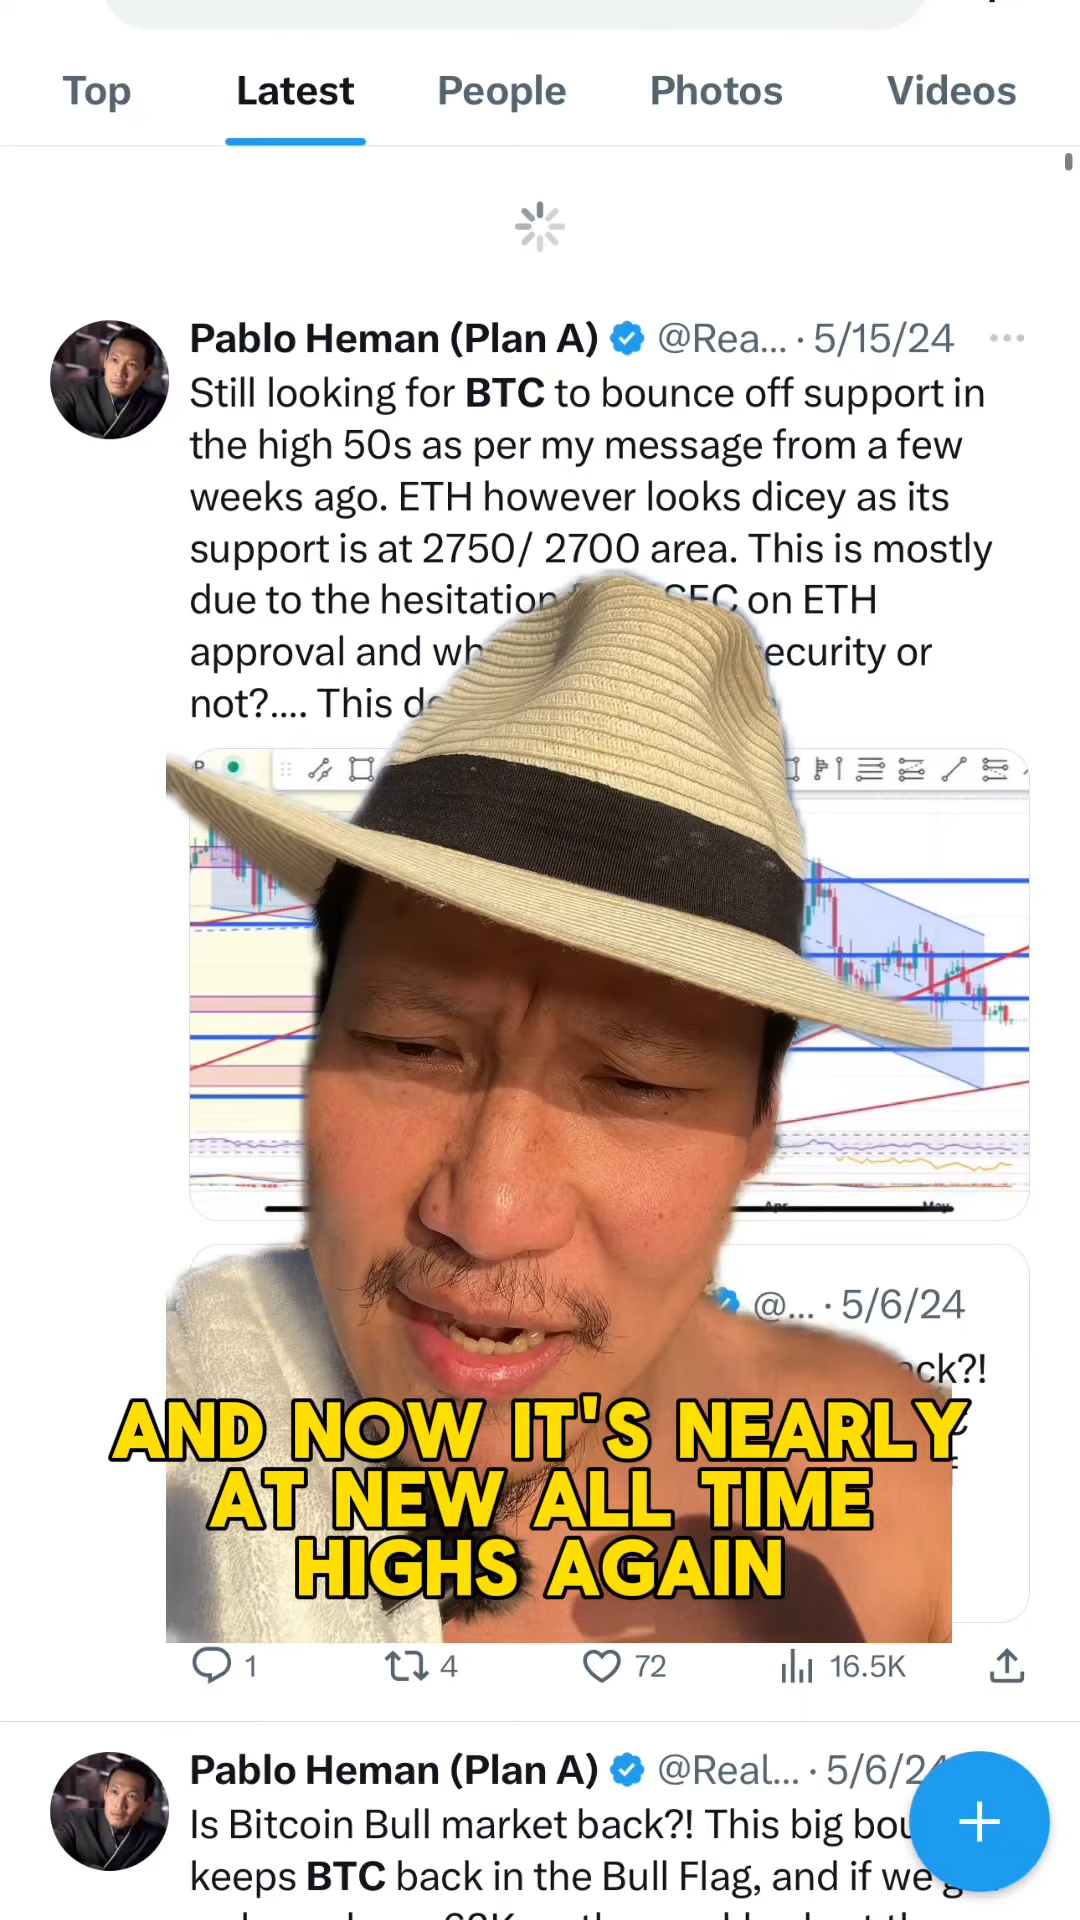 Top Latest People Photos Videos
Pablo Heman (Plan A) @Rea... · 5/15/24
Still looking for BTC to bounce off support in
the high 50s as per my message from a few
weeks ago. ETH however looks dicey as its
support is at 2750/ 2700 area. This is mostly
due to the hesitation SEC on ETH
approval and ecurity or
not?.... This
Apr May
@... · 5/6/24
ack?!
AND NOW IT'S NEARLY
AT NEW ALL TIME
HIGHS AGAIN
1 4 72 16.5K
Pablo Heman (Plan A) @Real... · 5/6/24
Is Bitcoin Bull market back?! This big bou
keeps BTC back in the Bull Flag, and if we